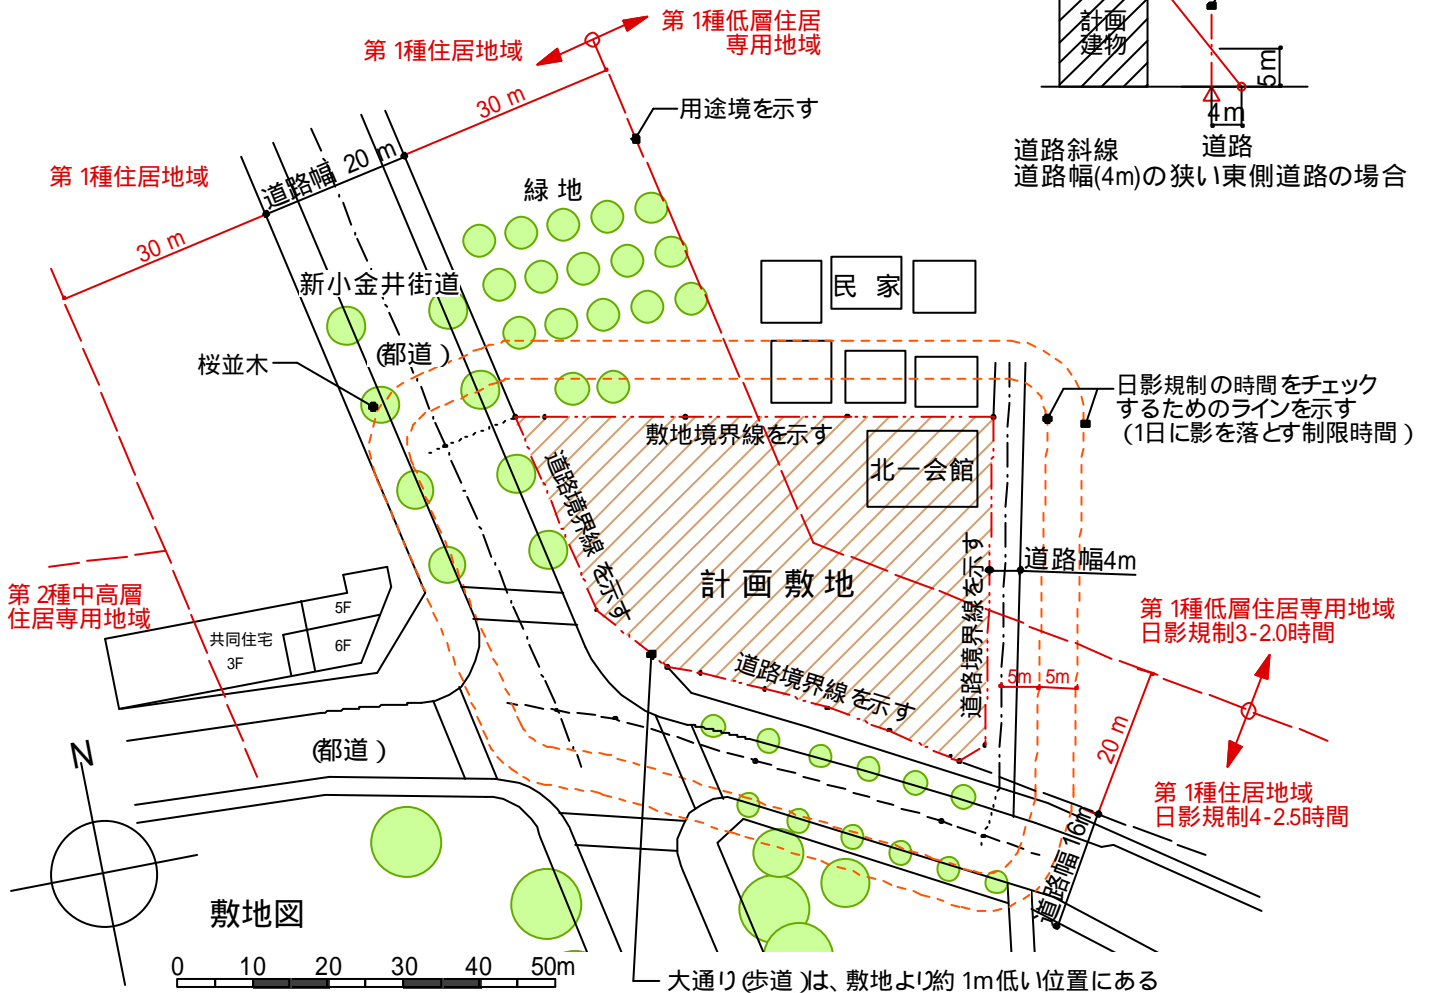 第1種低層住居
専用地域
第1種住居地域
30 m
用途境を示す
計画
建物
5m
4m
道路
道路斜線
道路幅(4m)の狭い東側道路の場合
第1種住居地域
道路幅 20 m
緑地
30 m
新小金井街道
(都道)
桜並木
民家
日影規制の時間をチェック
するためのラインを示す
(1日に影を落とす制限時間)
敷地境界線を示す
北一会館
道路境界線を示す
道路境界線を示す
道路幅4m
計画敷地
第2種中高層
住居専用地域
5F
共同住宅
3F
6F
第1種低層住居専用地域
日影規制3-2.0時間
道路境界線を示す
5m
5m
20 m
(都道)
N
第1種住居地域
日影規制4-2.5時間
道路幅16m
敷地図
0 10 20 30 40 50m
大通り(歩道)は、敷地より約1m低い位置にある